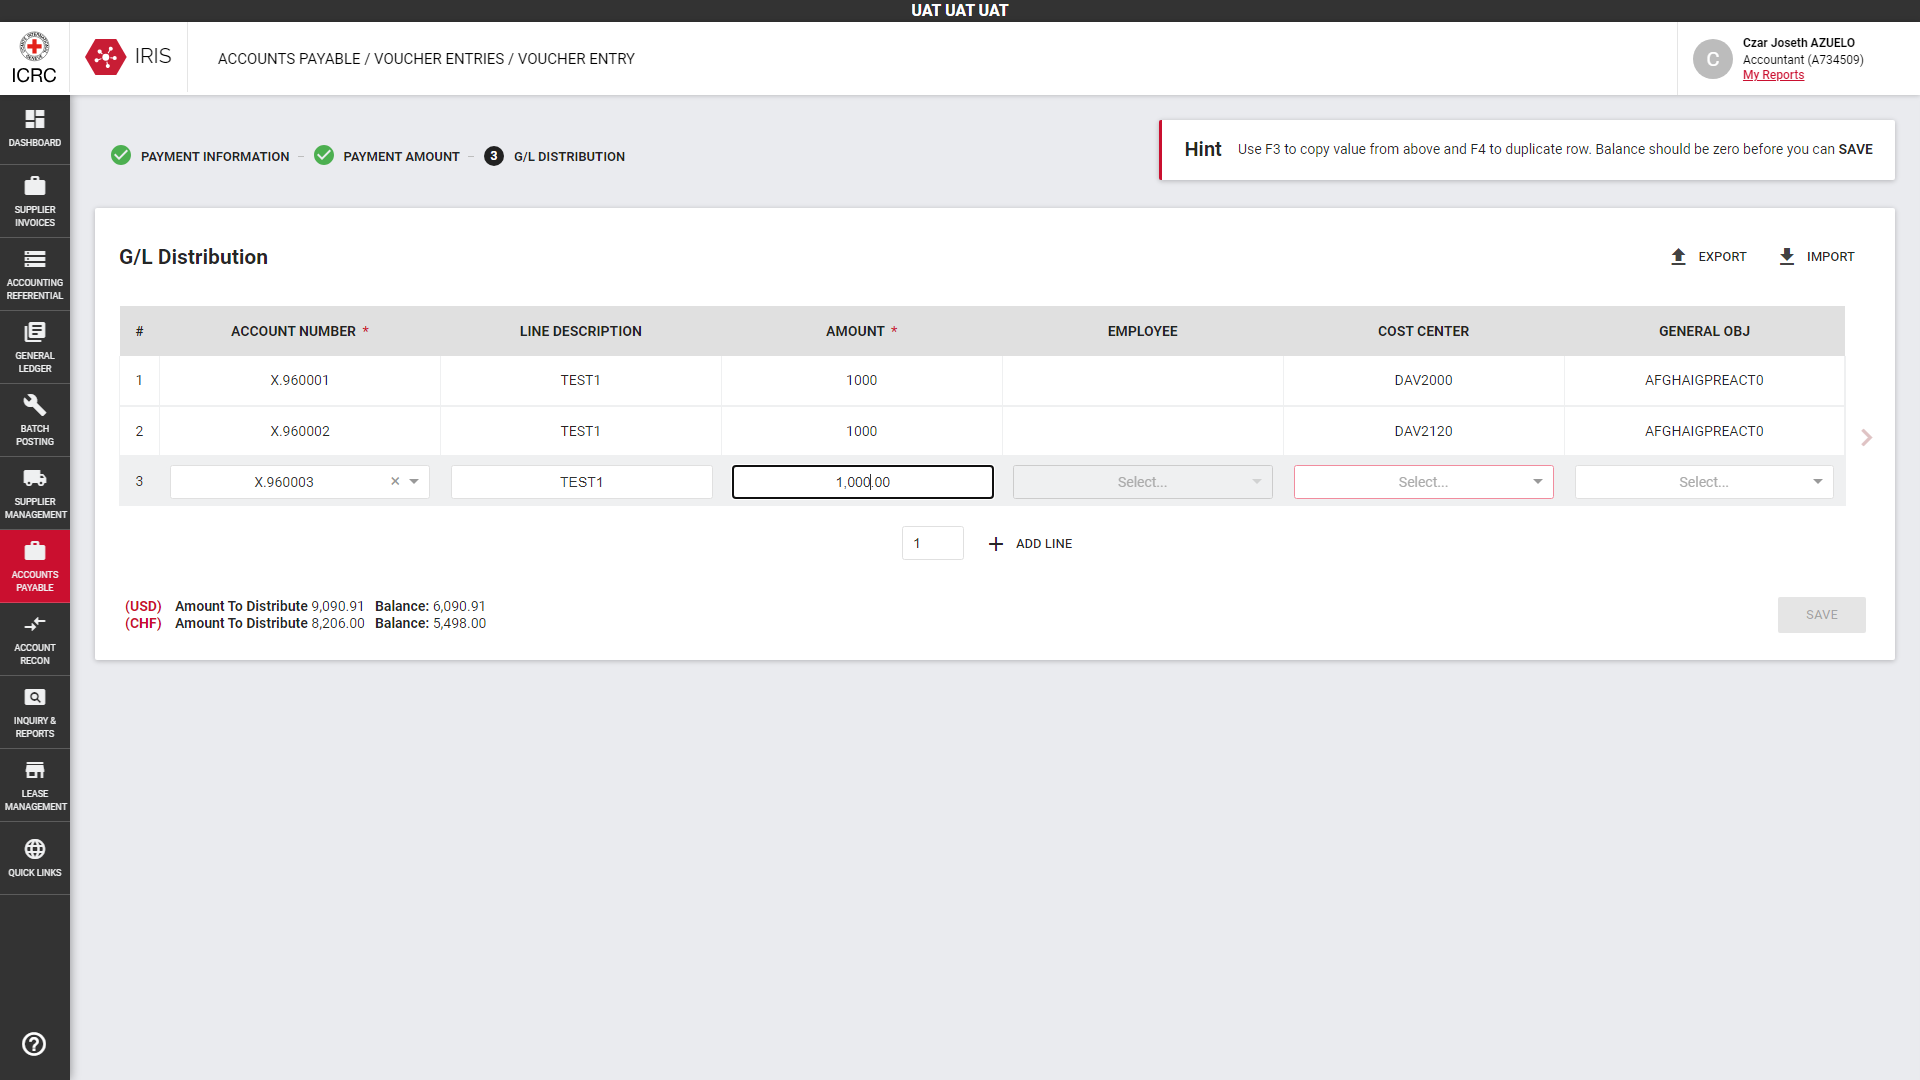 UAT UAT UAT
ICRC
IRIS
ACCOUNTS PAYABLE / VOUCHER ENTRIES / VOUCHER ENTRY
C
Czar Joseth AZUELO
Accountant (A734509)
My Reports
DASHBOARD
SUPPLIER
INVOICES
ACCOUNTING
REFERENTIAL
GENERAL
LEDGER
BATCH
POSTING
SUPPLIER
MANAGEMENT
ACCOUNTS
PAYABLE
ACCOUNT
RECON
INQUIRY &
REPORTS
LEASE
MANAGEMENT
QUICK LINKS
PAYMENT INFORMATION -- PAYMENT AMOUNT -- 3 G/L DISTRIBUTION
Hint Use F3 to copy value from above and F4 to duplicate row. Balance should be zero before you can SAVE
G/L Distribution
EXPORT IMPORT
# ACCOUNT NUMBER * LINE DESCRIPTION AMOUNT * EMPLOYEE COST CENTER GENERAL OBJ
1 X.960001 TEST1 1000 DAV2000 AFGHAIGPREACT0
2 X.960002 TEST1 1000 DAV2120 AFGHAIGPREACT0
3 X.960003 × TEST1 1,000.00 Select... Select... Select...
1 + ADD LINE
(USD) Amount To Distribute 9,090.91 Balance: 6,090.91
(CHF) Amount To Distribute 8,206.00 Balance: 5,498.00
SAVE